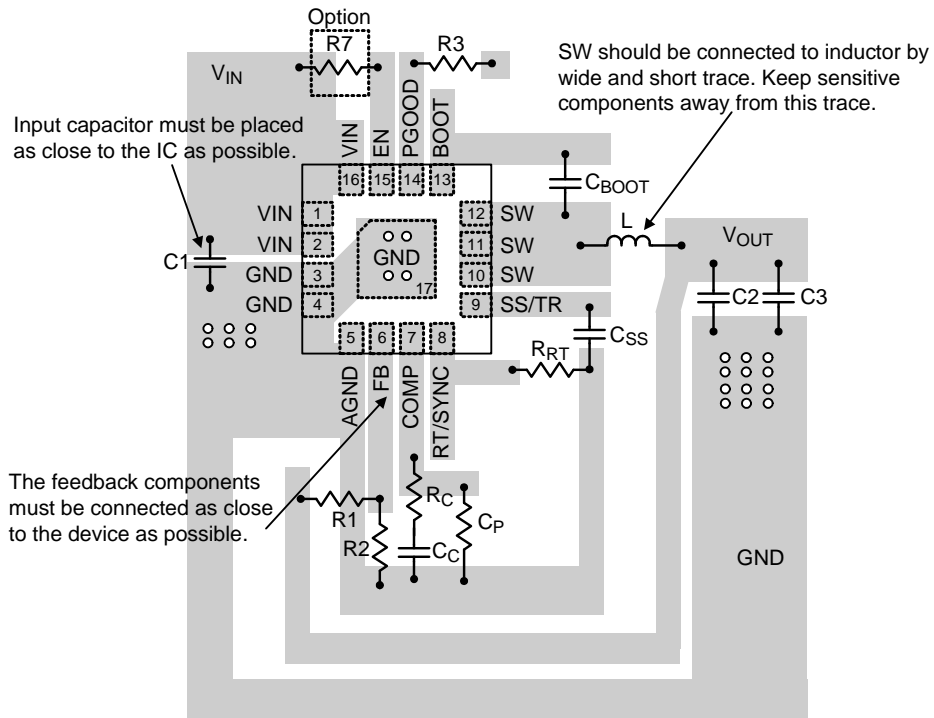 Option
R7
R3
VIN
SW should be connected to inductor by
wide and short trace. Keep sensitive
components away from this trace.
Input capacitor must be placed
as close to the IC as possible.
VIN
EN
PGOOD
BOOT
16
15
14
13
CBOOT
VIN
1
12
SW
L
VIN
2
11
SW
VOUT
C1
GND
GND
3
10
SW
17
GND
4
9
SS/TR
C2
C3
5
6
7
8
CSS
RRT
AGND
FB
COMP
RT/SYNC
The feedback components
must be connected as close
to the device as possible.
R1
R2
RC
CP
CC
GND